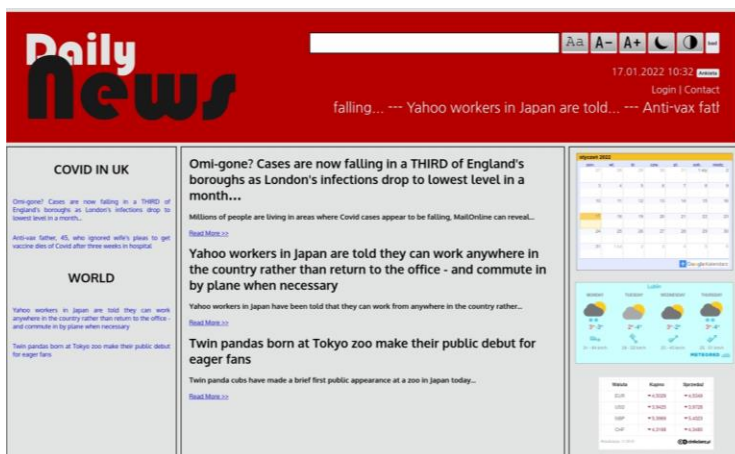 Daily
News
Aa A- A+
17.01.2022 10:32 Ankieta
Login | Contact
falling... --- Yahoo workers in Japan are told... --- Anti-vax fath
COVID IN UK
Omi-gone? Cases are now falling in a THIRD of
England's boroughs as London's infections drop to
lowest level in a month...
Anti-vax father, 45, who ignored wife's pleas to get
vaccine dies of Covid after three weeks in hospital
WORLD
Yahoo workers in Japan are told they can work
anywhere in the country rather than return to the office -
and commute in by plane when necessary
Twin pandas born at Tokyo zoo make their public debut
for eager fans
Omi-gone? Cases are now falling in a THIRD of England's
boroughs as London's infections drop to lowest level in a
month...
Millions of people are living in areas where Covid cases appear to be falling, MailOnline can reveal...
Read More >>
Yahoo workers in Japan are told they can work anywhere in
the country rather than return to the office - and commute in
by plane when necessary
Yahoo workers in Japan have been told that they can work from anywhere in the country rather...
Read More >>
Twin pandas born at Tokyo zoo make their public debut for
eager fans
Twin panda cubs have made a brief first public appearance at a zoo in Japan today...
Read More >>
styczeń 2022
Lublin
MONDAY TUESDAY WEDNESDAY THURSDAY
METEORED
Waluta Kupno Sprzedaż
EUR
USD
GBP
CHF